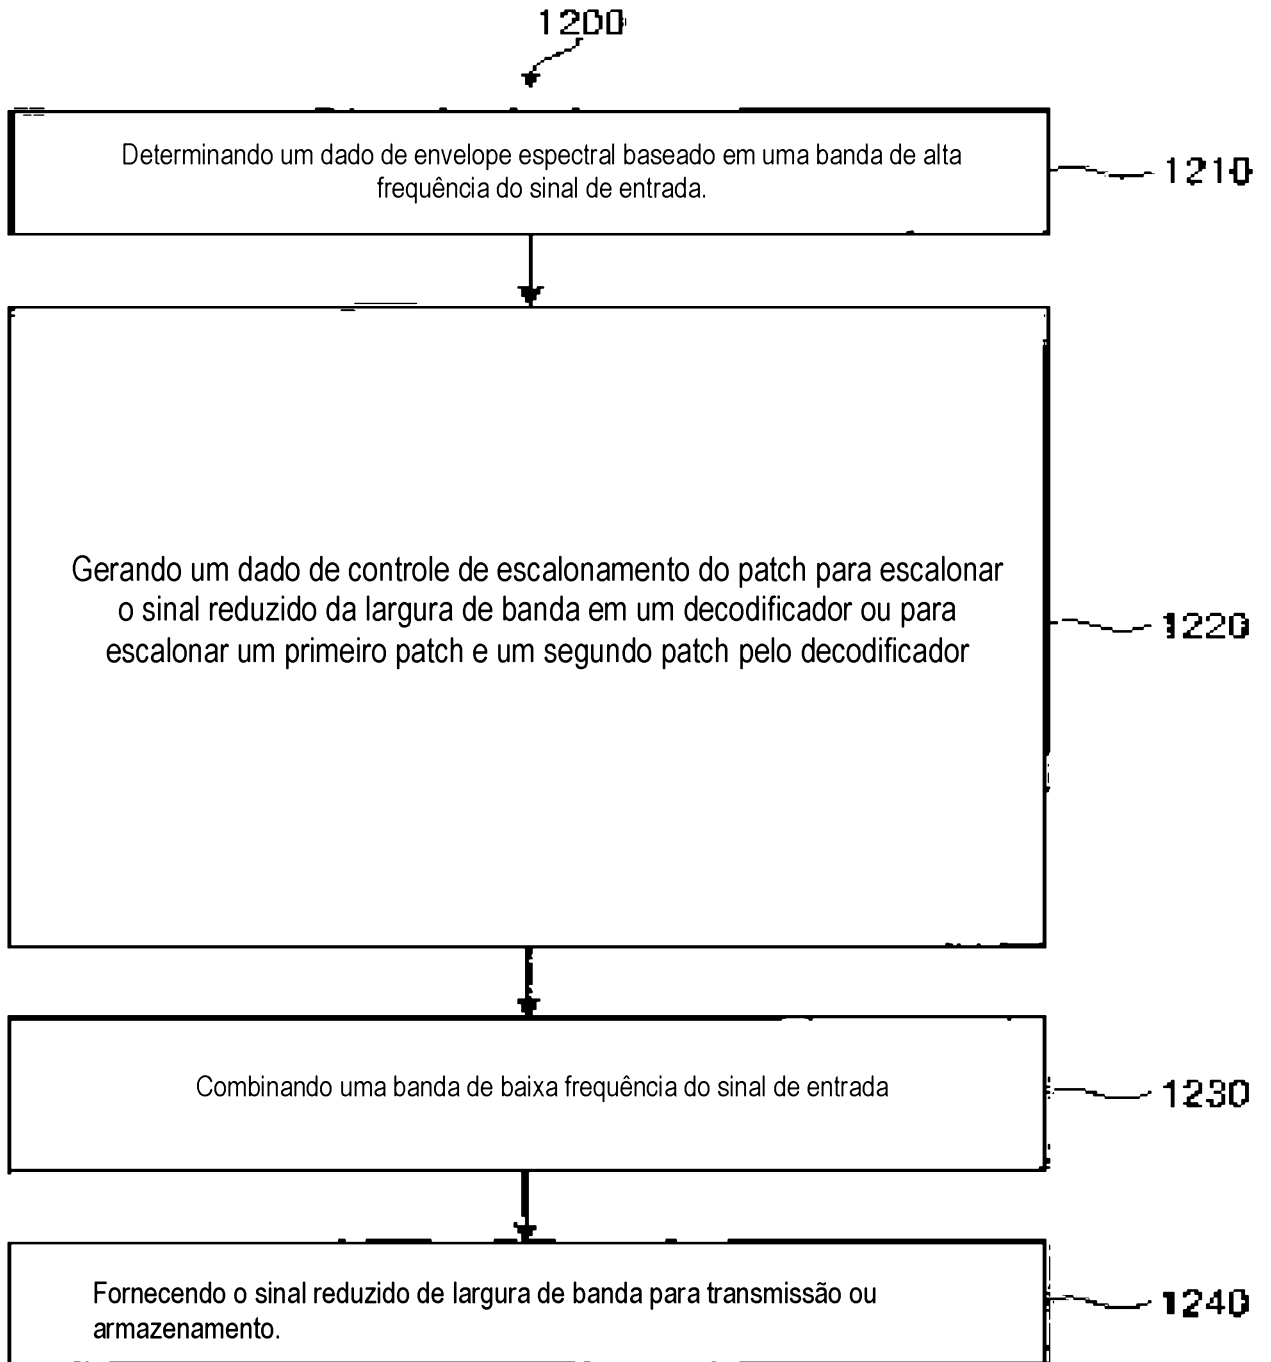 1200
Determinando um dado de envelope espectral baseado em uma banda de alta
frequência do sinal de entrada.
1210
Gerando um dado de controle de escalonamento do patch para escalonar
o sinal reduzido da largura de banda em um decodificador ou para
escalonar um primeiro patch e um segundo patch pelo decodificador
1220
Combinando uma banda de baixa frequência do sinal de entrada
1230
Fornecendo o sinal reduzido de largura de banda para transmissão ou
armazenamento.
1240